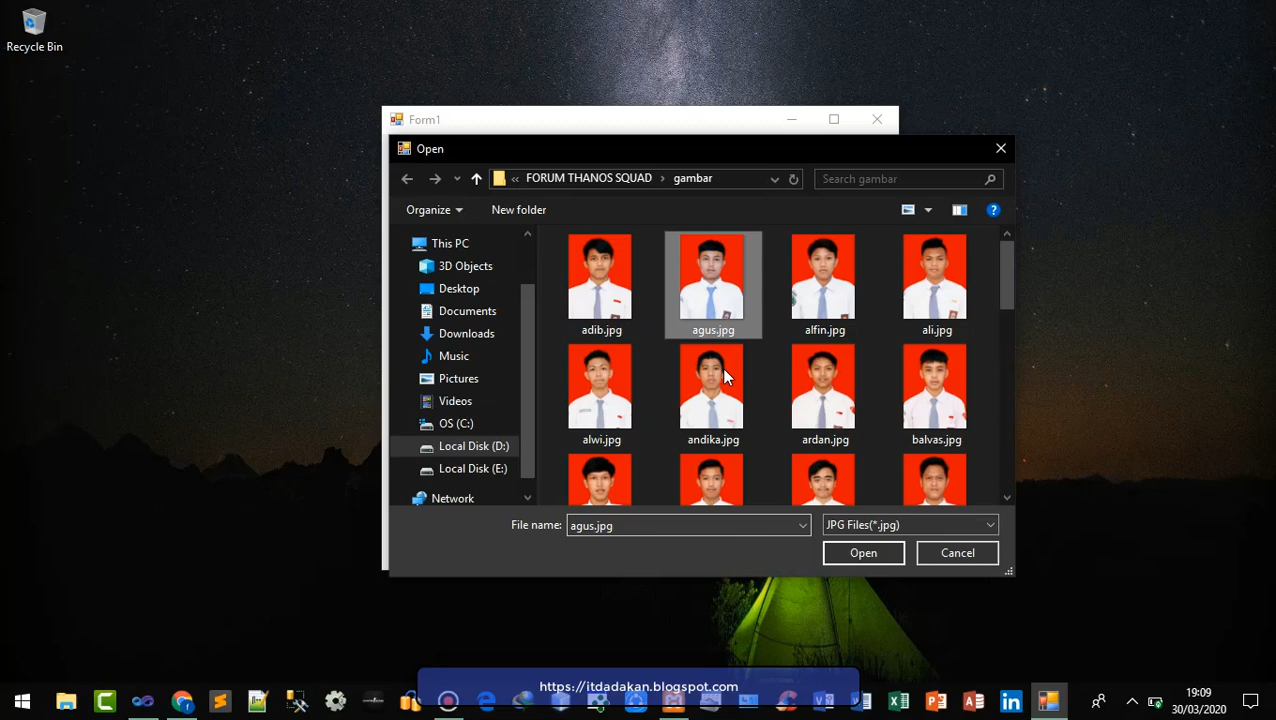 Recycle Bin
Form1
Open
« FORUM THANOS SQUAD > gambar
Search gambar
Organize
New folder
This PC
3D Objects
Desktop
Documents
Downloads
Music
Pictures
Videos
OS (C:)
Local Disk (D:)
Local Disk (E:)
Network
adib.jpg
agus.jpg
alfin.jpg
ali.jpg
alwi.jpg
andika.jpg
ardan.jpg
balvas.jpg
File name:
agus.jpg
JPG Files(*.jpg)
Open
Cancel
https://itdadakan.blogspot.com
19:09
30/03/2020